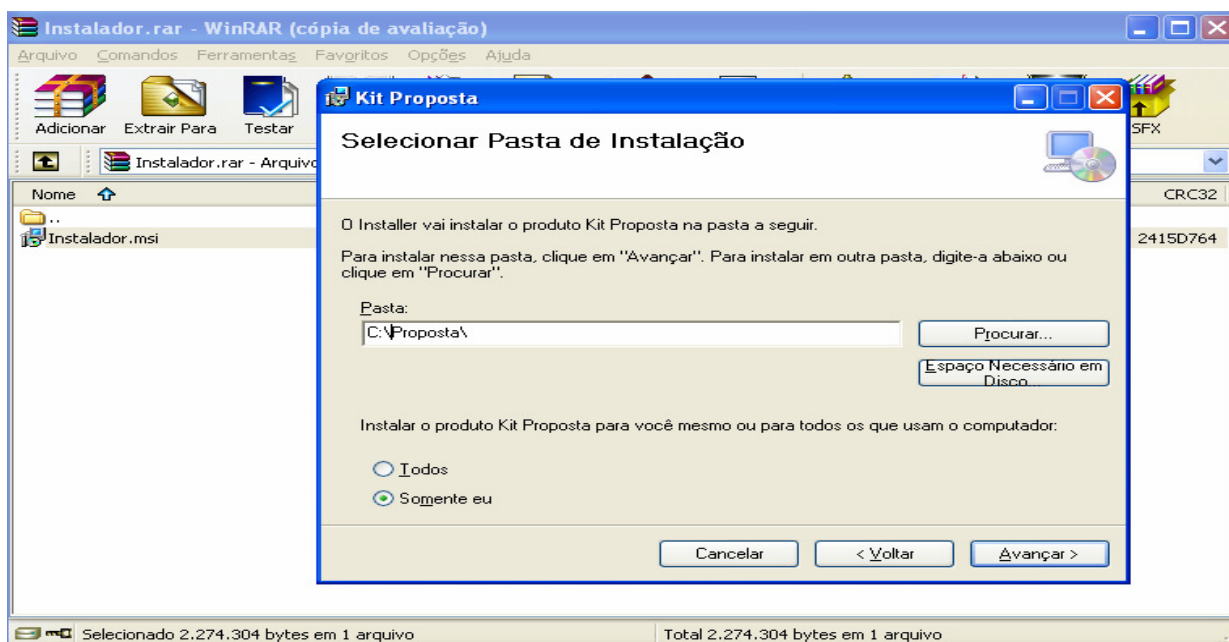 Instalador.rar - WinRAR (cópia de avaliação)
Arquivo Comandos Ferramentas Favoritos Opções Ajuda
Adicionar Extrair Para Testar SFX
Instalador.rar - Arquivo
Nome CRC32
..
Instalador.msi 2415D764
Kit Proposta
Selecionar Pasta de Instalação
O Installer vai instalar o produto Kit Proposta na pasta a seguir.
Para instalar nessa pasta, clique em "Avançar". Para instalar em outra pasta, digite-a abaixo ou
clique em "Procurar".
Pasta:
C:\Proposta\
Procurar...
Espaço Necessário em
Disco...
Instalar o produto Kit Proposta para você mesmo ou para todos os que usam o computador:
Todos
Somente eu
Cancelar < Voltar Avançar >
Selecionado 2.274.304 bytes em 1 arquivo Total 2.274.304 bytes em 1 arquivo